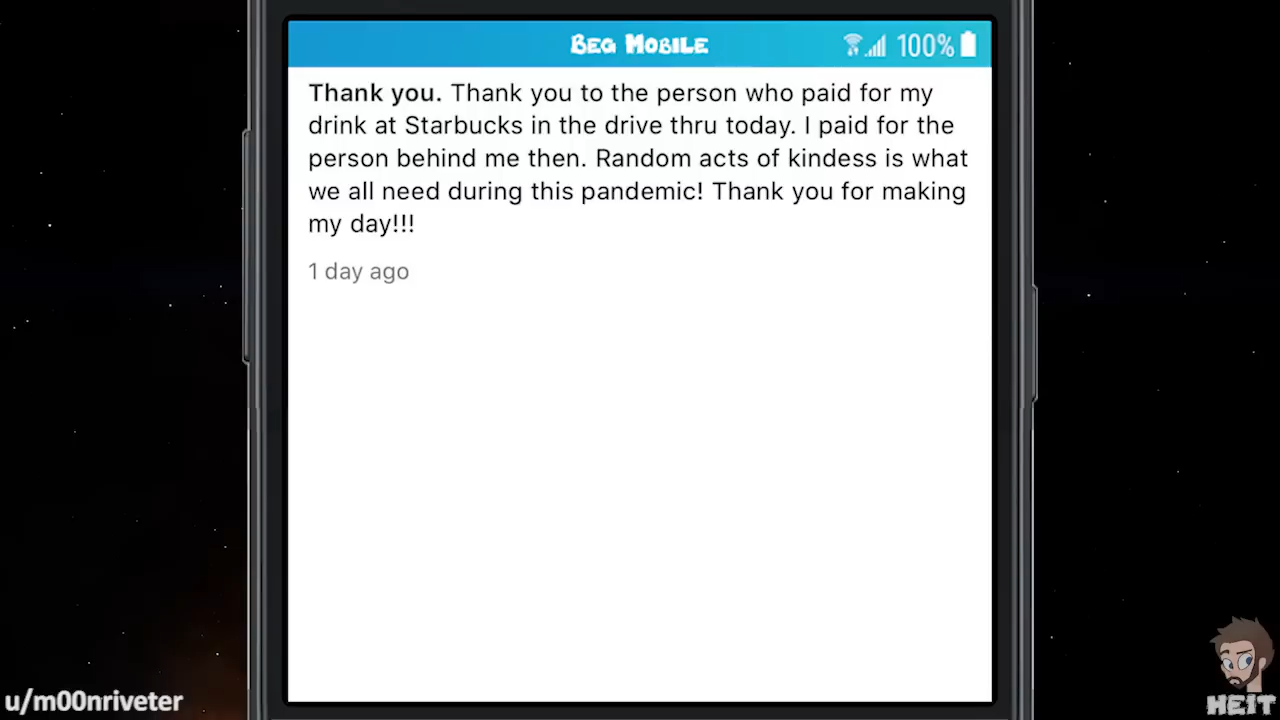 Beg Mobile
100%
Thank you. Thank you to the person who paid for my
drink at Starbucks in the drive thru today. I paid for the
person behind me then. Random acts of kindess is what
we all need during this pandemic! Thank you for making
my day!!!
1 day ago
u/m00nriveter
HEIT